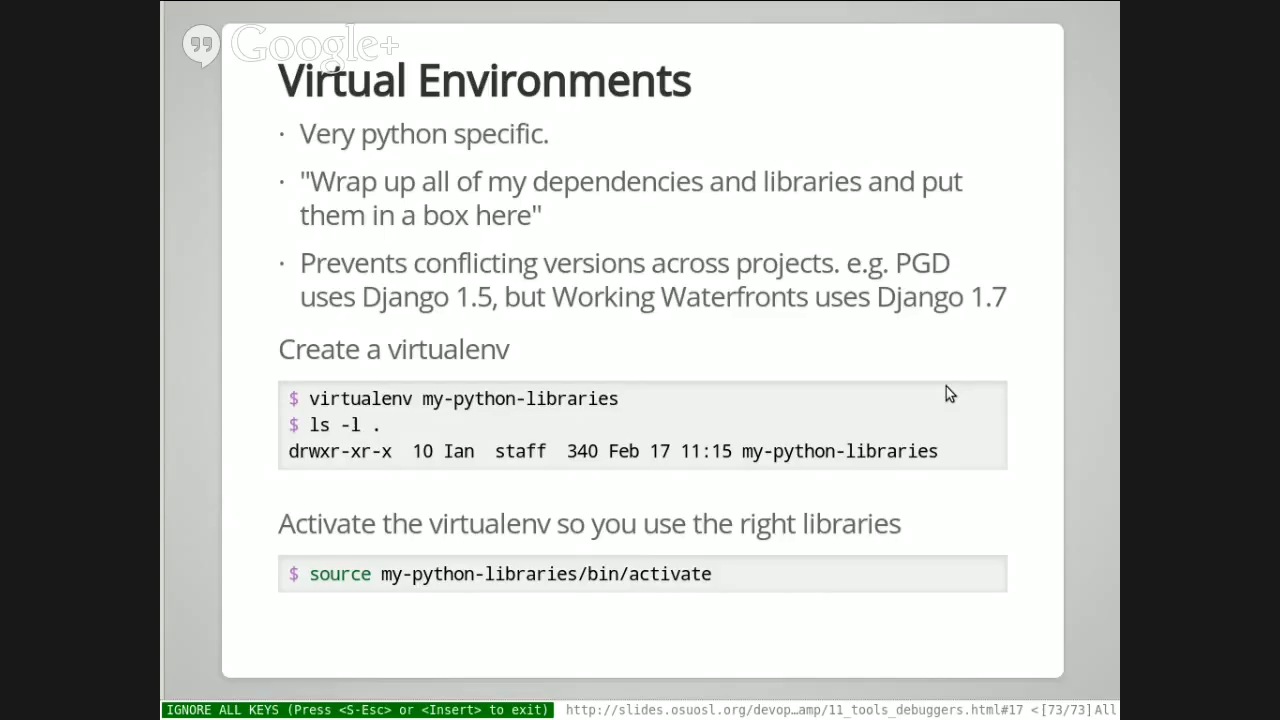 Google+
Virtual Environments
· Very python specific.
· "Wrap up all of my dependencies and libraries and put
them in a box here"
· Prevents conflicting versions across projects. e.g. PGD
uses Django 1.5, but Working Waterfronts uses Django 1.7
Create a virtualenv
$ virtualenv my-python-libraries
$ ls -l .
drwxr-xr-x  10 Ian  staff  340 Feb 17 11:15 my-python-libraries
Activate the virtualenv so you use the right libraries
$ source my-python-libraries/bin/activate
IGNORE ALL KEYS (Press <S-Esc> or <Insert> to exit) http://slides.osuosl.org/devop…amp/11_tools_debuggers.html#17 <[73/73]All